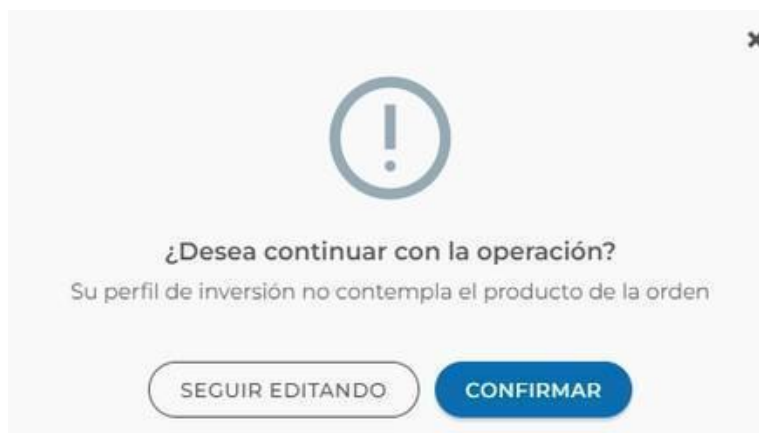 ¿Desea continuar con la operación?
Su perfil de inversión no contempla el producto de la orden
SEGUIR EDITANDO
CONFIRMAR